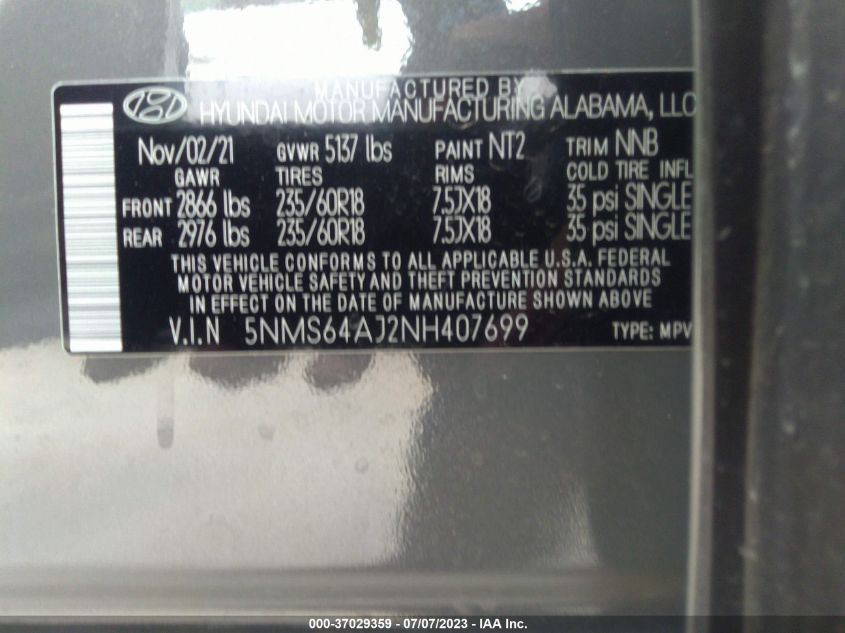 MANUFACTURED BY
HYUNDAI MOTOR MANUFACTURING ALABAMA, LLC
Nov/02/21 GVWR 5137 lbs PAINT NT2 TRIM NNB
GAWR TIRES RIMS COLD TIRE INFL
FRONT 2866 lbs 235/60R18 7.5JX18 35 psi SINGLE
REAR 2976 lbs 235/60R18 7.5JX18 35 psi SINGLE
THIS VEHICLE CONFORMS TO ALL APPLICABLE U.S.A. FEDERAL
MOTOR VEHICLE SAFETY AND THEFT PREVENTION STANDARDS
IN EFFECT ON THE DATE OF MANUFACTURE SHOWN ABOVE
V.I.N 5NMS64AJ2NH407699 TYPE: MPV
000-37029359 - 07/07/2023 - IAA Inc.